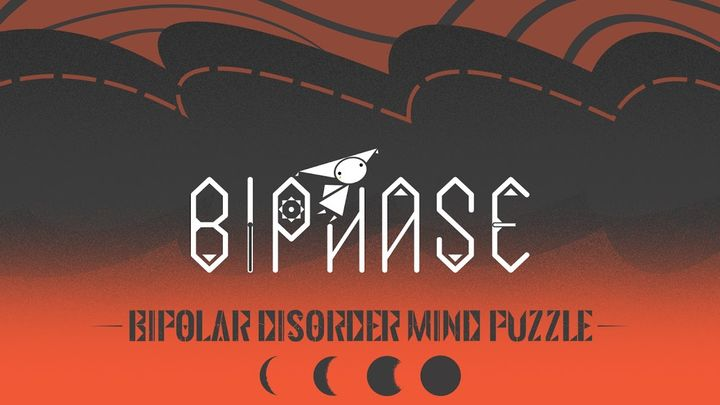 BIPHASE
BIPOLAR DISORDER MIND PUZZLE